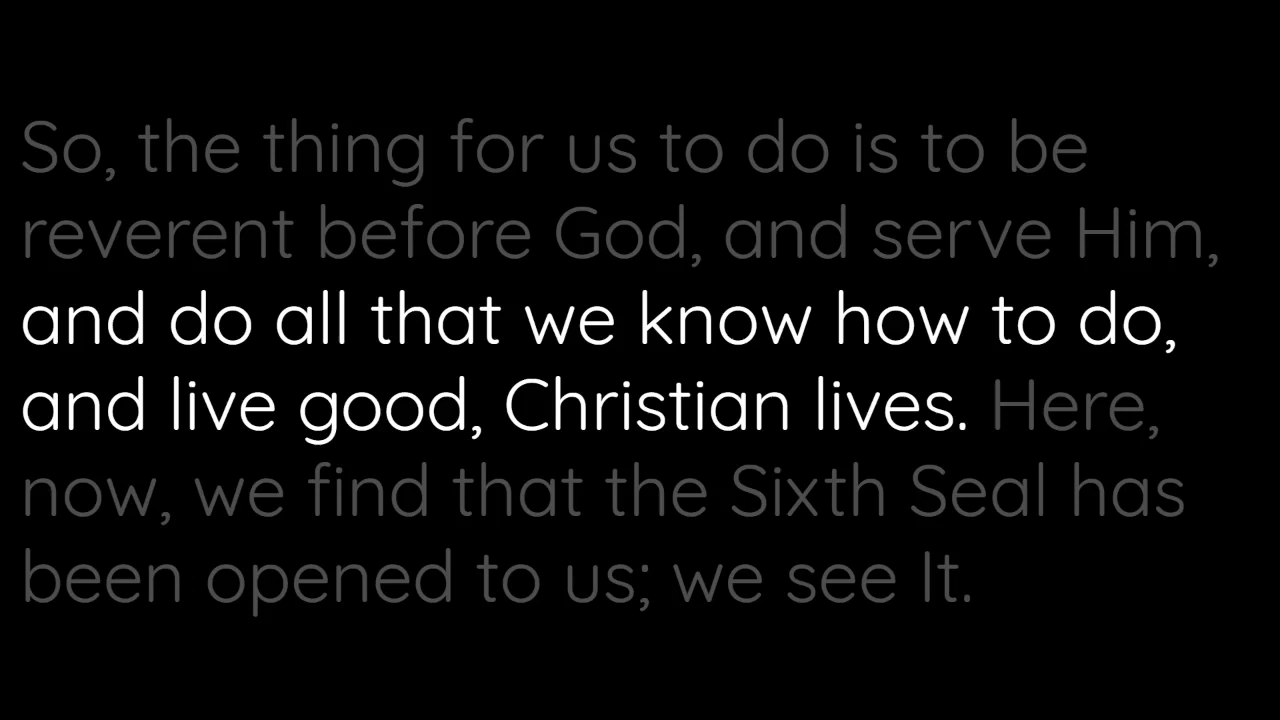 So, the thing for us to do is to be
reverent before God, and serve Him,
and do all that we know how to do,
and live good, Christian lives. Here,
now, we find that the Sixth Seal has
been opened to us; we see It.